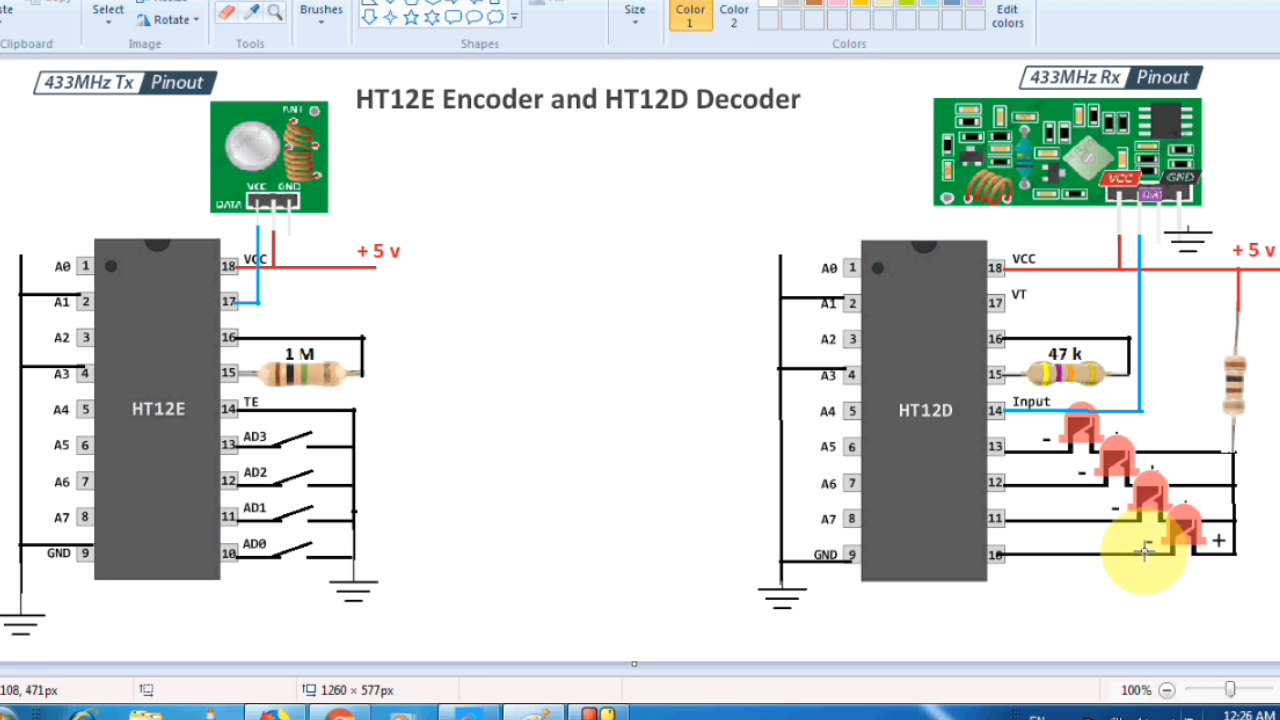 Select
Rotate
Brushes
Size
Color
1
Color
2
Edit
colors
Clipboard
Image
Tools
Shapes
Colors
433MHz Tx Pinout
HT12E Encoder and HT12D Decoder
433MHz Rx Pinout
VCC GND
DATA
VCC
GND
+ 5 v
A0 1
A1 2
A2 3
A3 4
A4 5
A5 6
A6 7
A7 8
GND 9
HT12E
18 VCC
17
16
1 M
15
14 TE
13 AD3
12 AD2
11 AD1
10 AD0
+ 5 v
A0 1
A1 2
A2 3
A3 4
A4 5
A5 6
A6 7
A7 8
GND 9
HT12D
18 VCC
17 VT
16
47 k
15
14 Input
13 -
12 -
11 -
10 - +
108, 471px
1260 × 577px
100%
12:26 AM